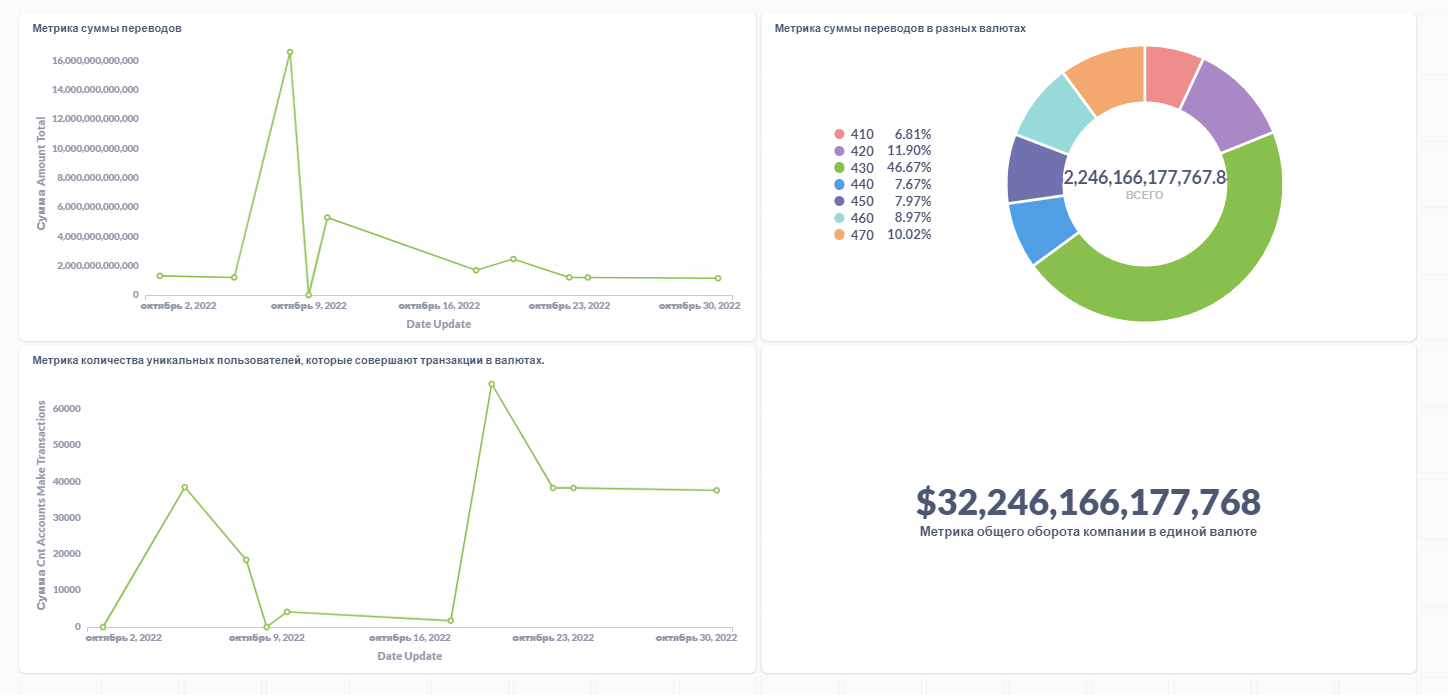 Метрика суммы переводов
16,000,000,000,000
14,000,000,000,000
12,000,000,000,000
10,000,000,000,000
8,000,000,000,000
6,000,000,000,000
4,000,000,000,000
2,000,000,000,000
0
Сумма Amount Total
октябрь 2, 2022
октябрь 9, 2022
октябрь 16, 2022
октябрь 23, 2022
октябрь 30, 2022
Date Update
Метрика суммы переводов в разных валютах
410 6.81%
420 11.90%
430 46.67%
440 7.67%
450 7.97%
460 8.97%
470 10.02%
2,246,166,177,767.8
ВСЕГО
Метрика количества уникальных пользователей, которые совершают транзакции в валютах.
60000
50000
40000
30000
20000
10000
0
Сумма Cnt Accounts Make Transactions
октябрь 2, 2022
октябрь 9, 2022
октябрь 16, 2022
октябрь 23, 2022
октябрь 30, 2022
Date Update
$32,246,166,177,768
Метрика общего оборота компании в единой валюте